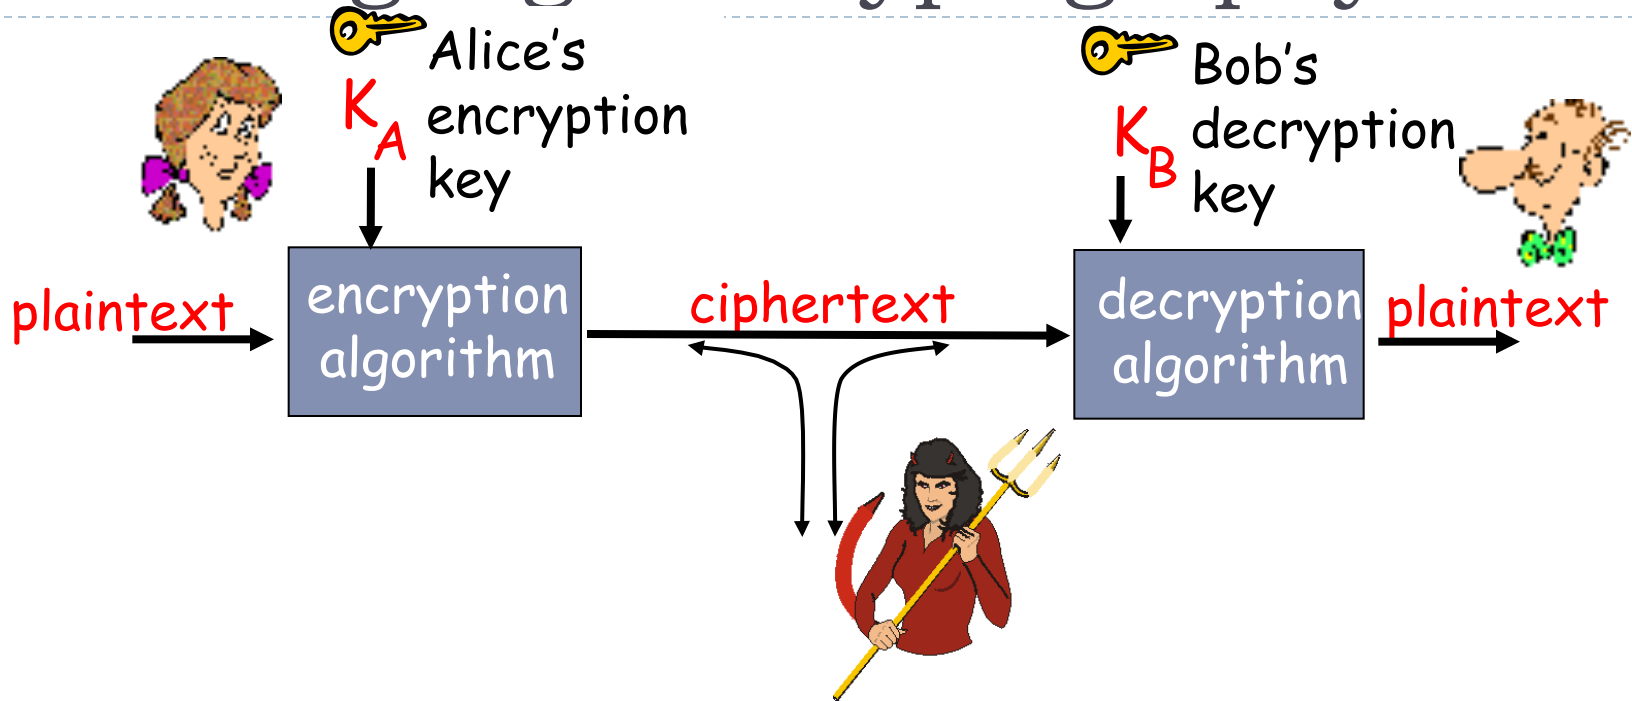 Alice's
encryption
key
K
A
Bob's
decryption
key
K
B
plaintext
encryption
algorithm
ciphertext
decryption
algorithm
plaintext